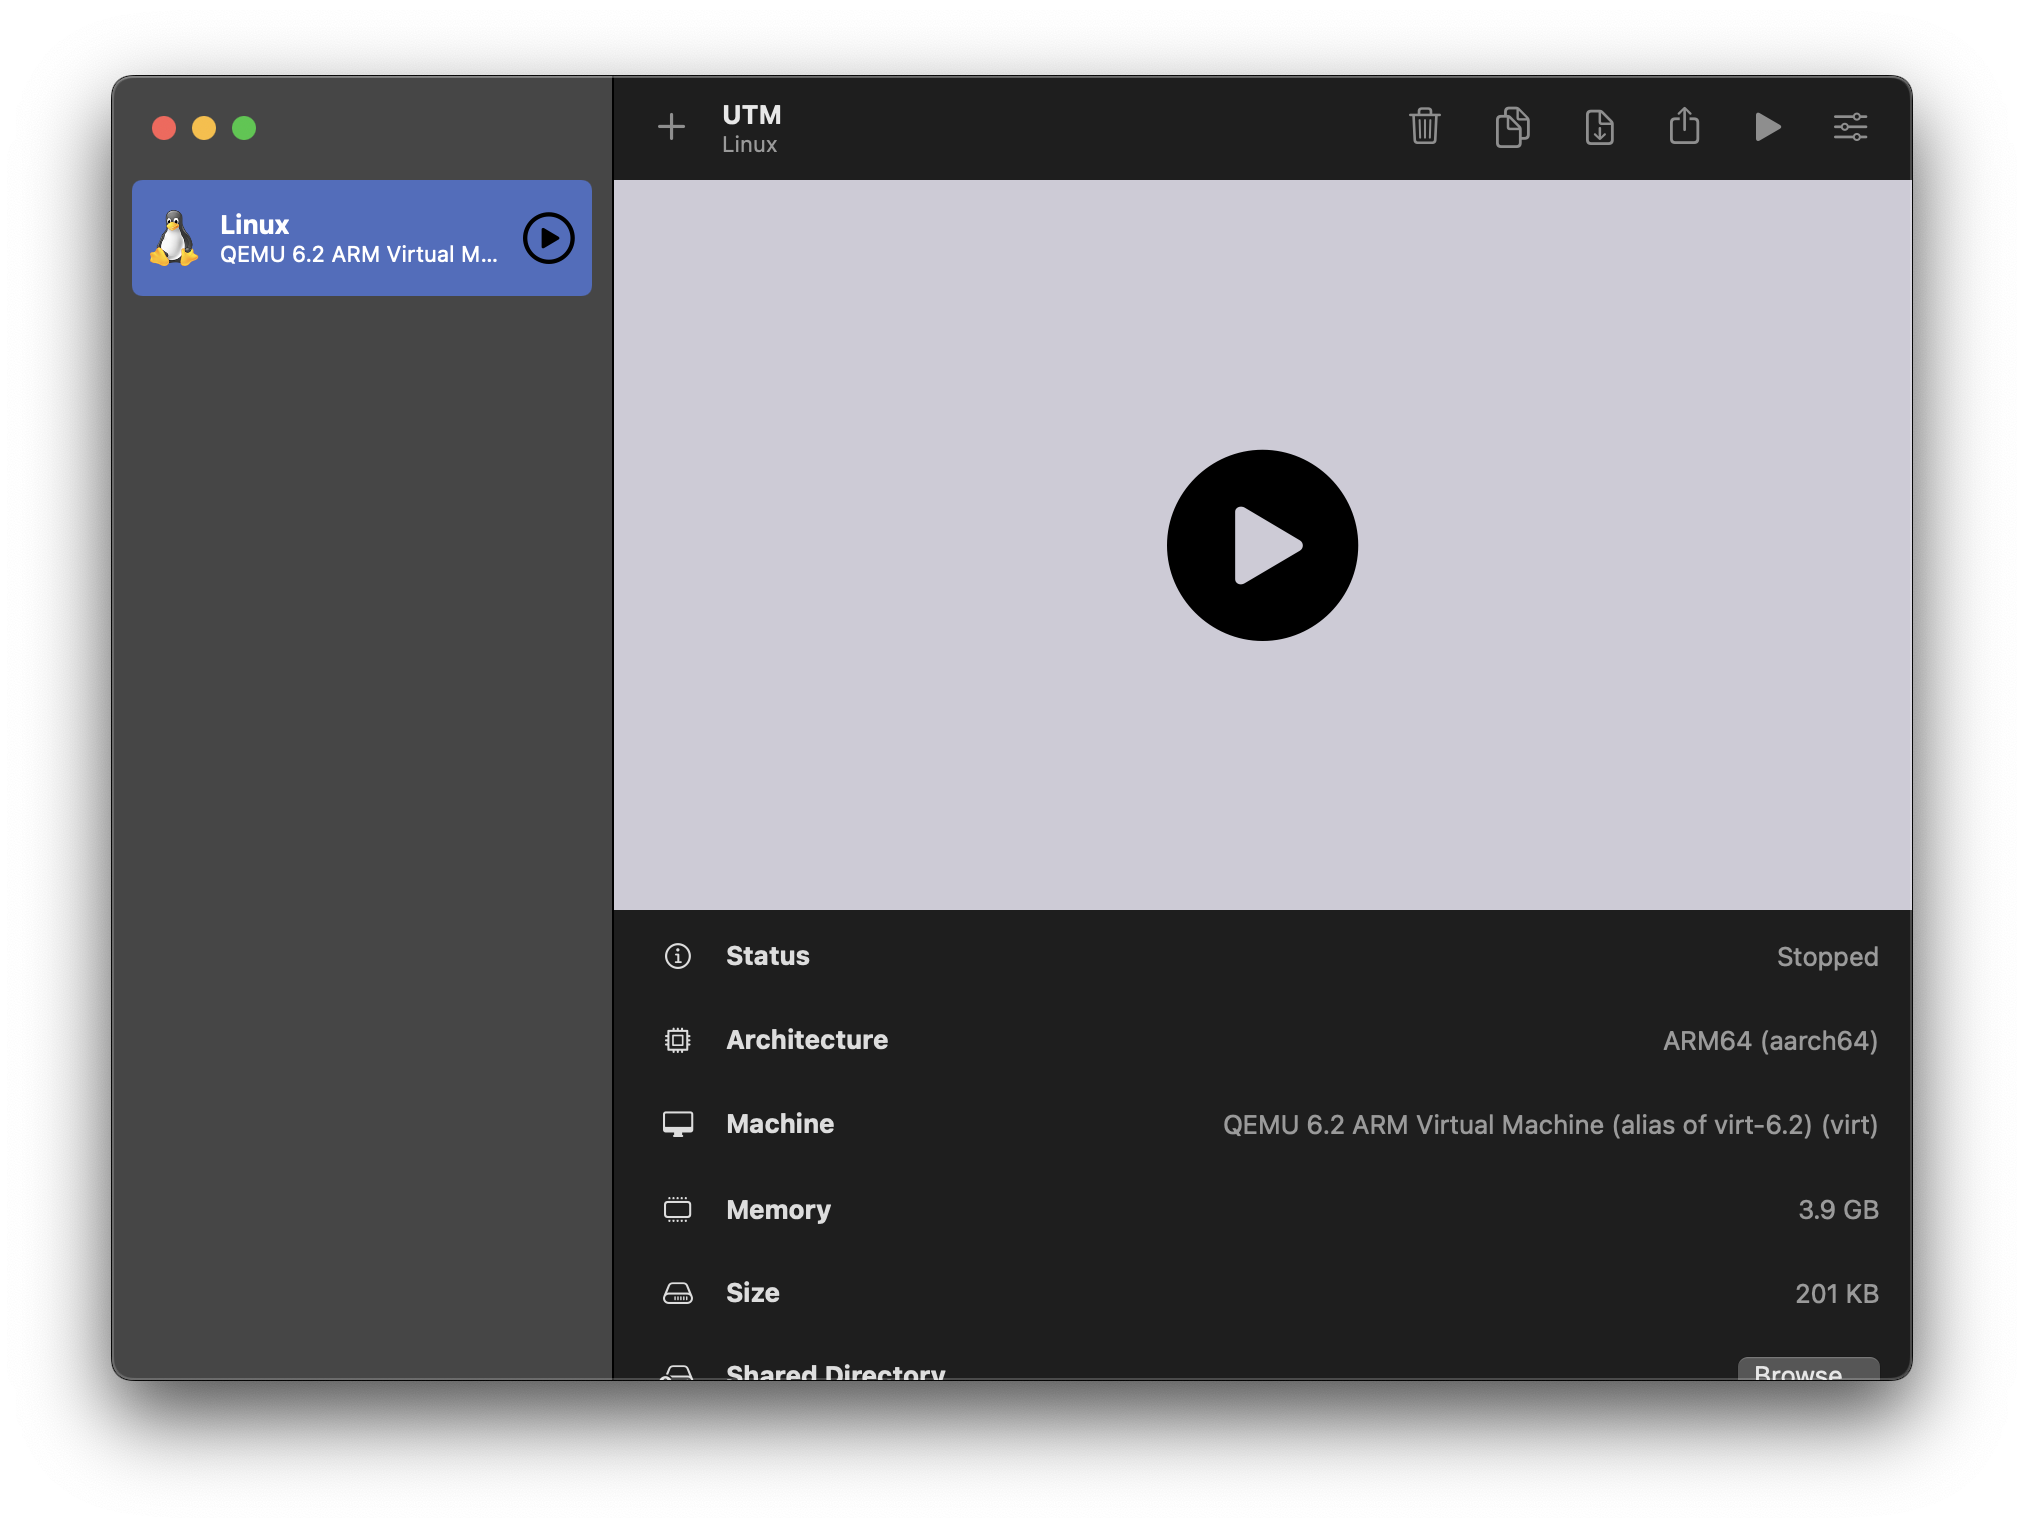 UTM
Linux
Linux
QEMU 6.2 ARM Virtual M...
Status
Stopped
Architecture
ARM64 (aarch64)
Machine
QEMU 6.2 ARM Virtual Machine (alias of virt-6.2) (virt)
Memory
3.9 GB
Size
201 KB
Shared Directory
Browse...